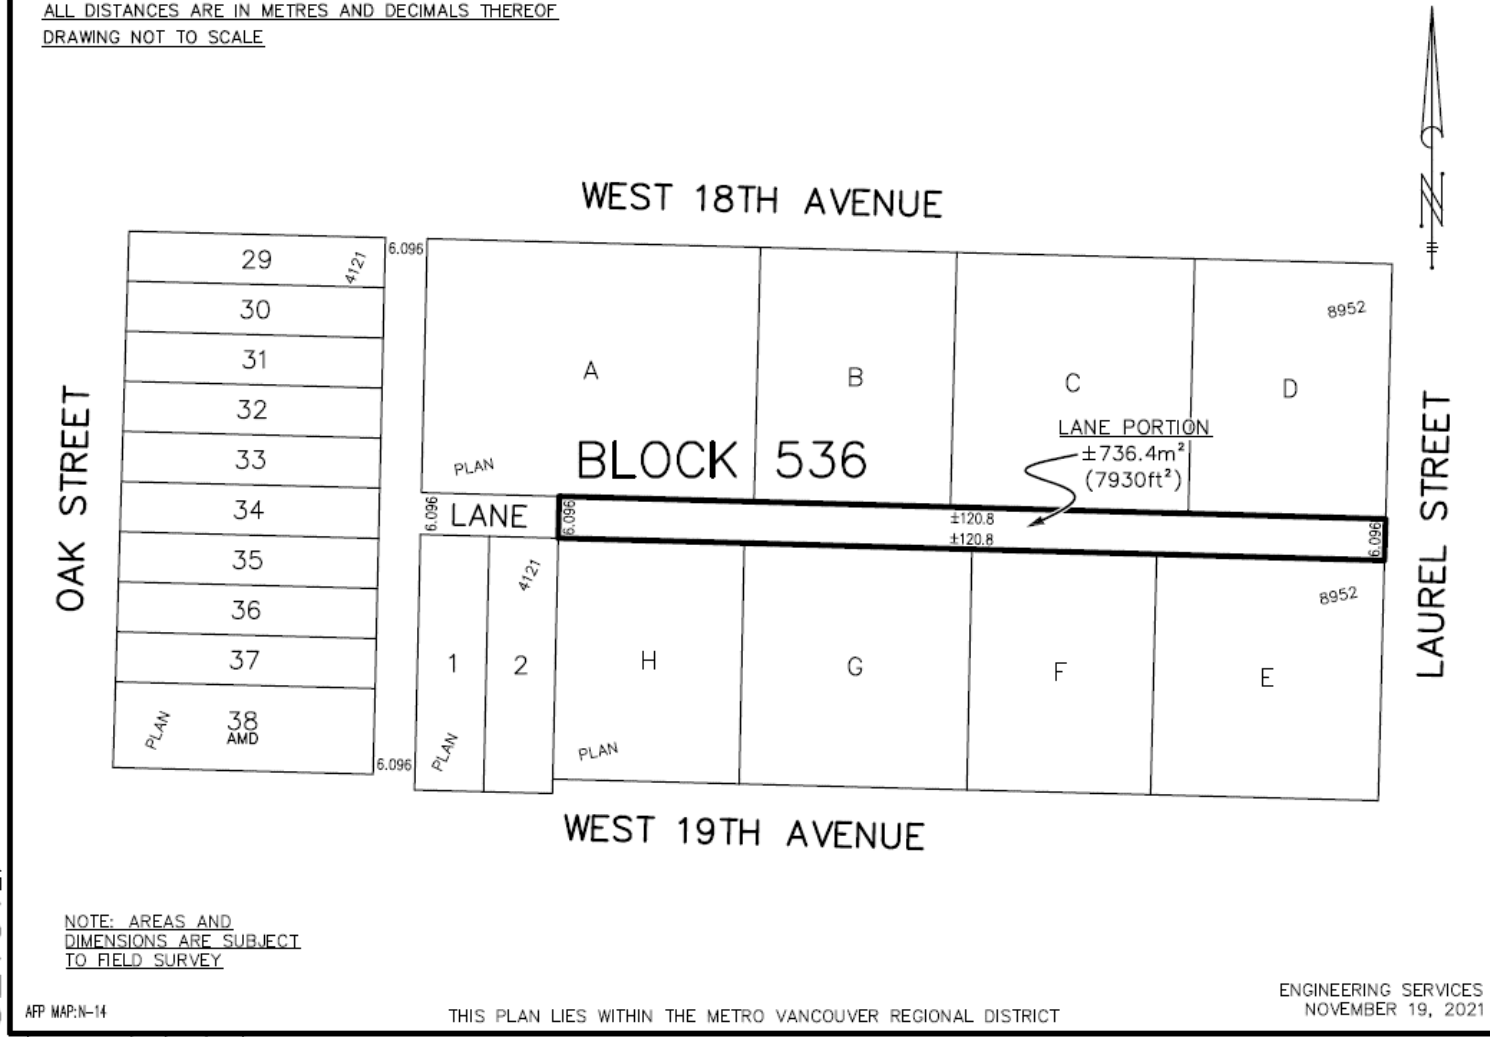 ALL DISTANCES ARE IN METRES AND DECIMALS THEREOF
DRAWING NOT TO SCALE
N
WEST 18TH AVENUE
29
4121
6.096
30
31
32
33
34
35
36
37
38
AMD
PLAN
6.096
OAK STREET
A
B
C
D
8952
PLAN
BLOCK 536
LANE PORTION
±736.4m²
(7930ft²)
6.096
LANE
6.096
±120.8
±120.8
6.096
LAUREL STREET
4121
8952
1
2
H
G
F
E
PLAN
PLAN
WEST 19TH AVENUE
NOTE: AREAS AND
DIMENSIONS ARE SUBJECT
TO FIELD SURVEY
AFP MAP:N-14
THIS PLAN LIES WITHIN THE METRO VANCOUVER REGIONAL DISTRICT
ENGINEERING SERVICES
NOVEMBER 19, 2021